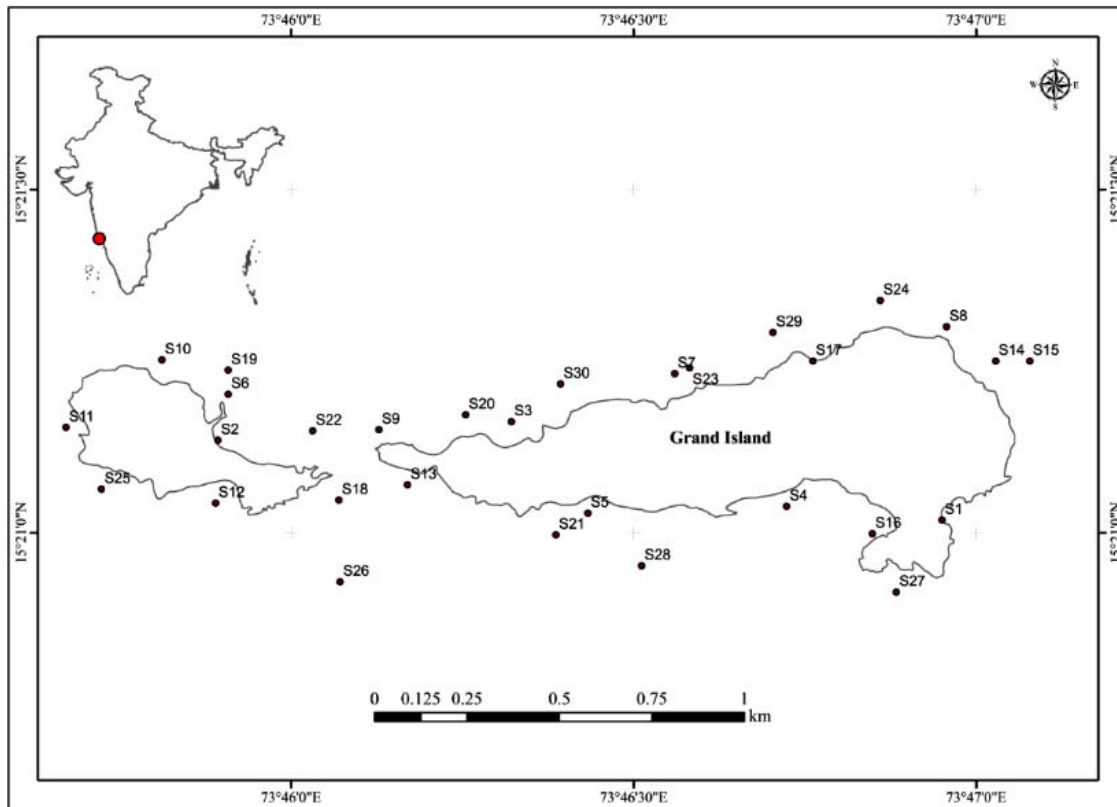 73°46'0"E 73°46'30"E 73°47'0"E
N
W E
S
15°21'30"N 15°21'30"N
S24
S8
S29
S17
S14 S15
S10
S19
S7
S23
S30
S6
S20
S3
S11
S22
S9
S2
Grand Island
S13
S25
S12
S18
S4
S5
S1
S16
S21
15°21'0"N 15°21'0"N
S28
S26
S27
0 0.125 0.25 0.5 0.75 1
km
73°46'0"E 73°46'30"E 73°47'0"E